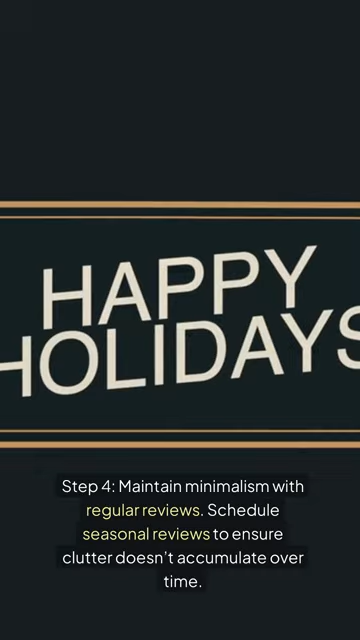 HAPPY
HOLIDAYS
Step 4: Maintain minimalism with
regular reviews. Schedule
seasonal reviews to ensure
clutter doesn't accumulate over
time.